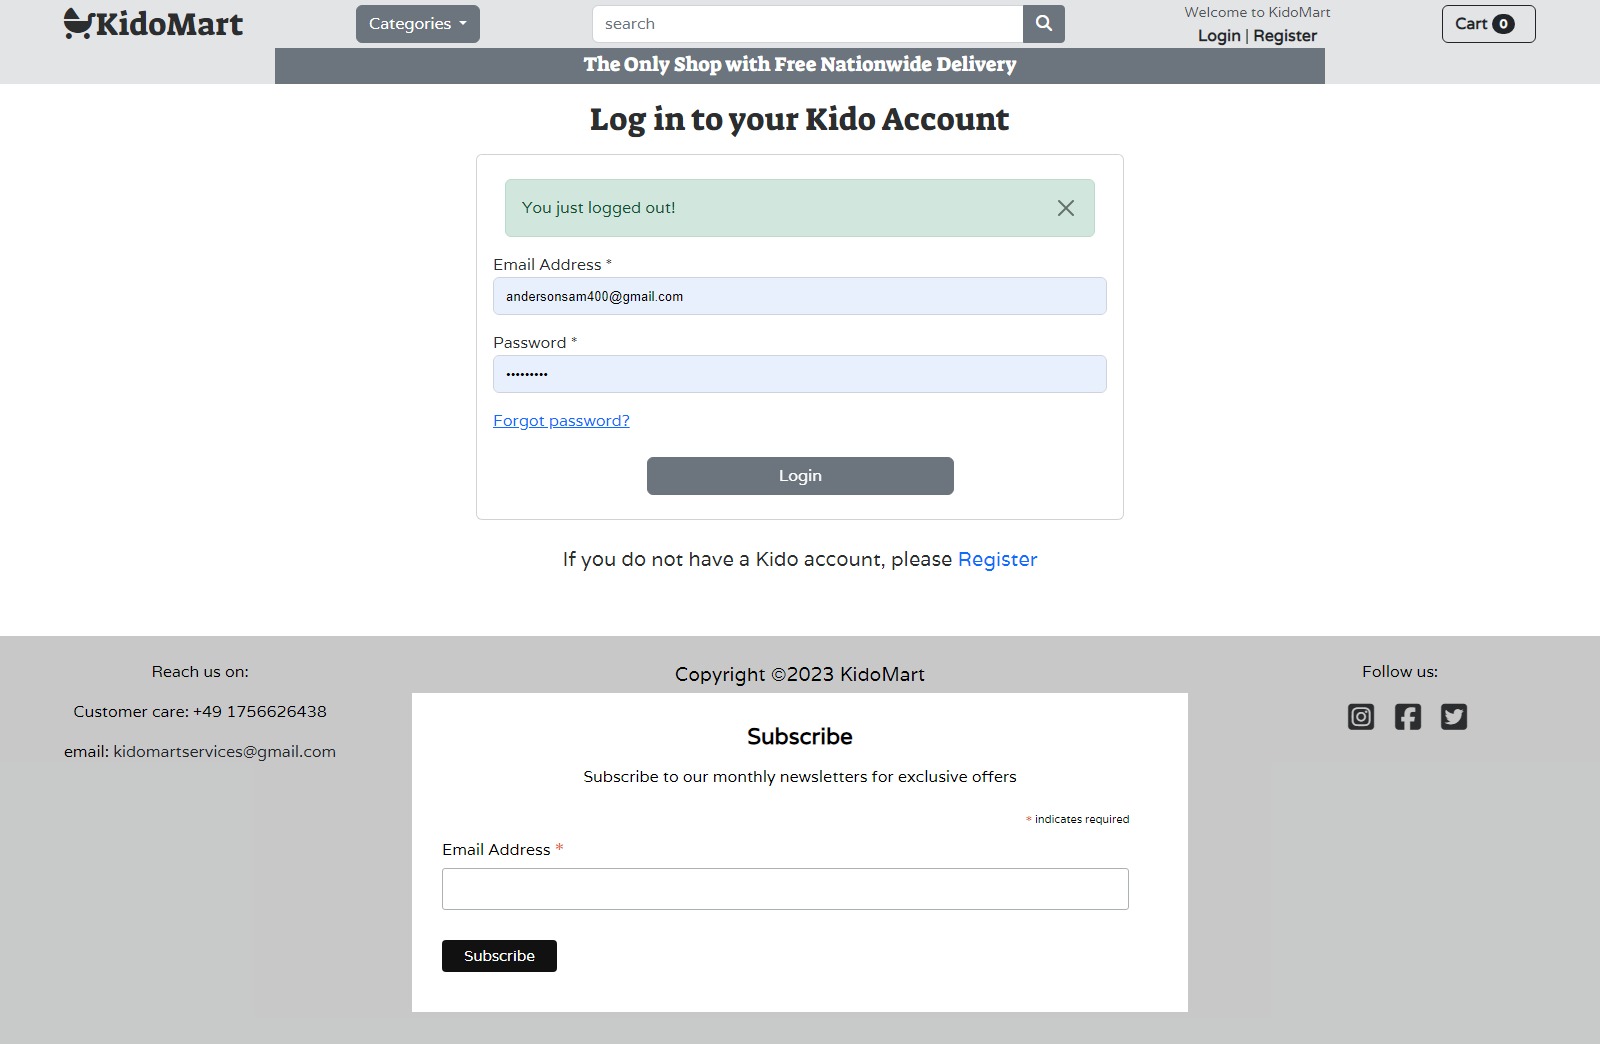 KidoMart
Categories
search
Welcome to KidoMart
Login | Register
Cart 0
The Only Shop with Free Nationwide Delivery
Log in to your Kido Account
You just logged out!
Email Address *
andersonsam400@gmail.com
Password *
•••••••••
Forgot password?
Login
If you do not have a Kido account, please Register
Reach us on:
Customer care: +49 1756626438
email: kidomartservices@gmail.com
Copyright ©2023 KidoMart
Subscribe
Subscribe to our monthly newsletters for exclusive offers
* indicates required
Email Address *
Subscribe
Follow us: